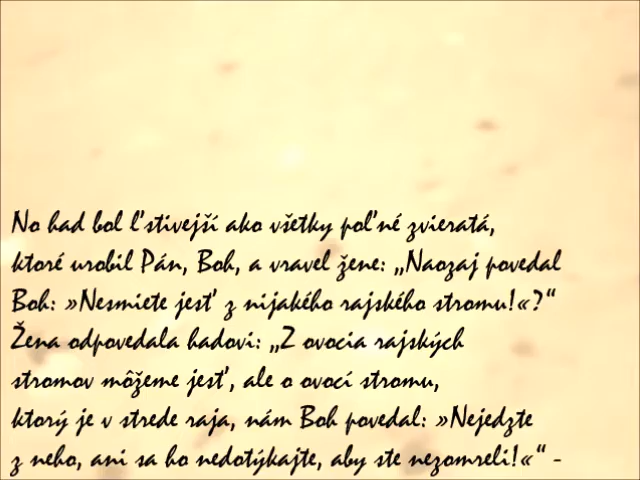 No had bol ľstivejší ako všetky poľné zvieratá,
ktoré urobil Pán, Boh, a vravel žene: „Naozaj povedal
Boh: »Nesmiete jesť z nijakého rajského stromu!«?“
Žena odpovedala hadovi: „Z ovocia rajských
stromov môžeme jesť, ale o ovocí stromu,
ktorý je v strede raja, nám Boh povedal: »Nejedzte
z neho, ani sa ho nedotýkajte, aby ste nezomreli!«“ -